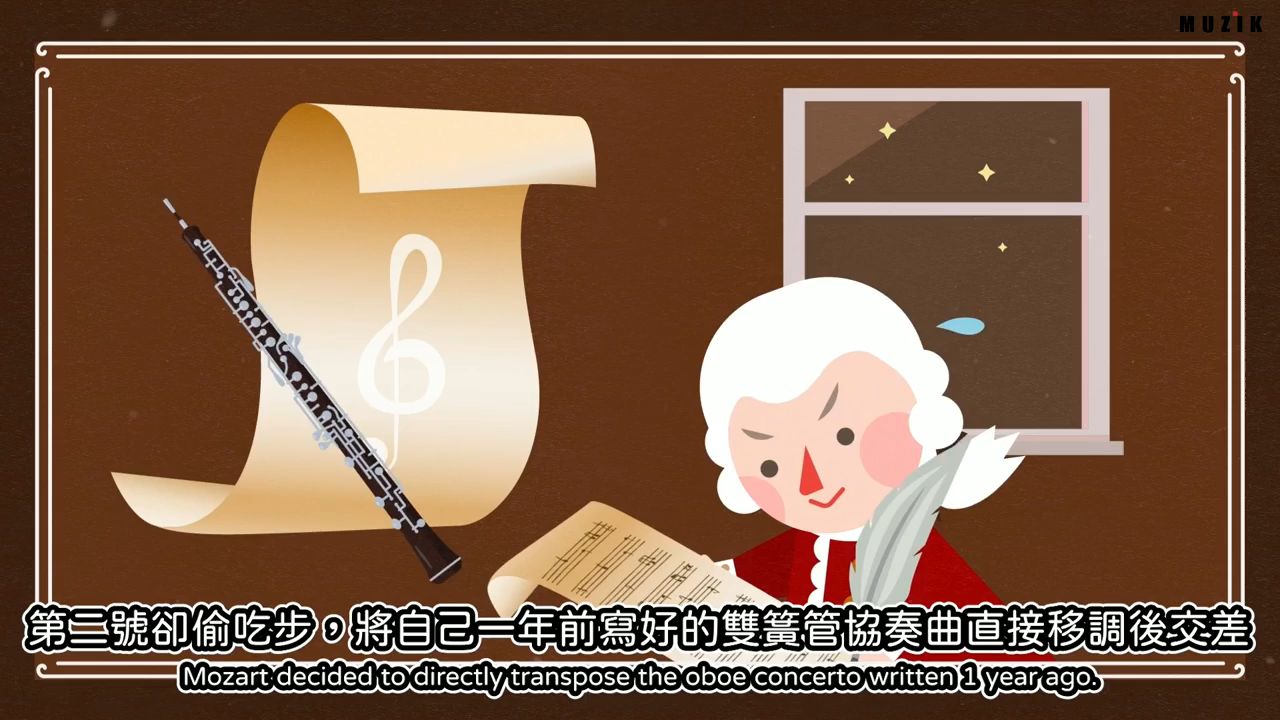 MUZIK
第二號卻偷吃步，將自己一年前寫好的雙簧管協奏曲直接移調後交差
Mozart decided to directly transpose the oboe concerto written 1 year ago.